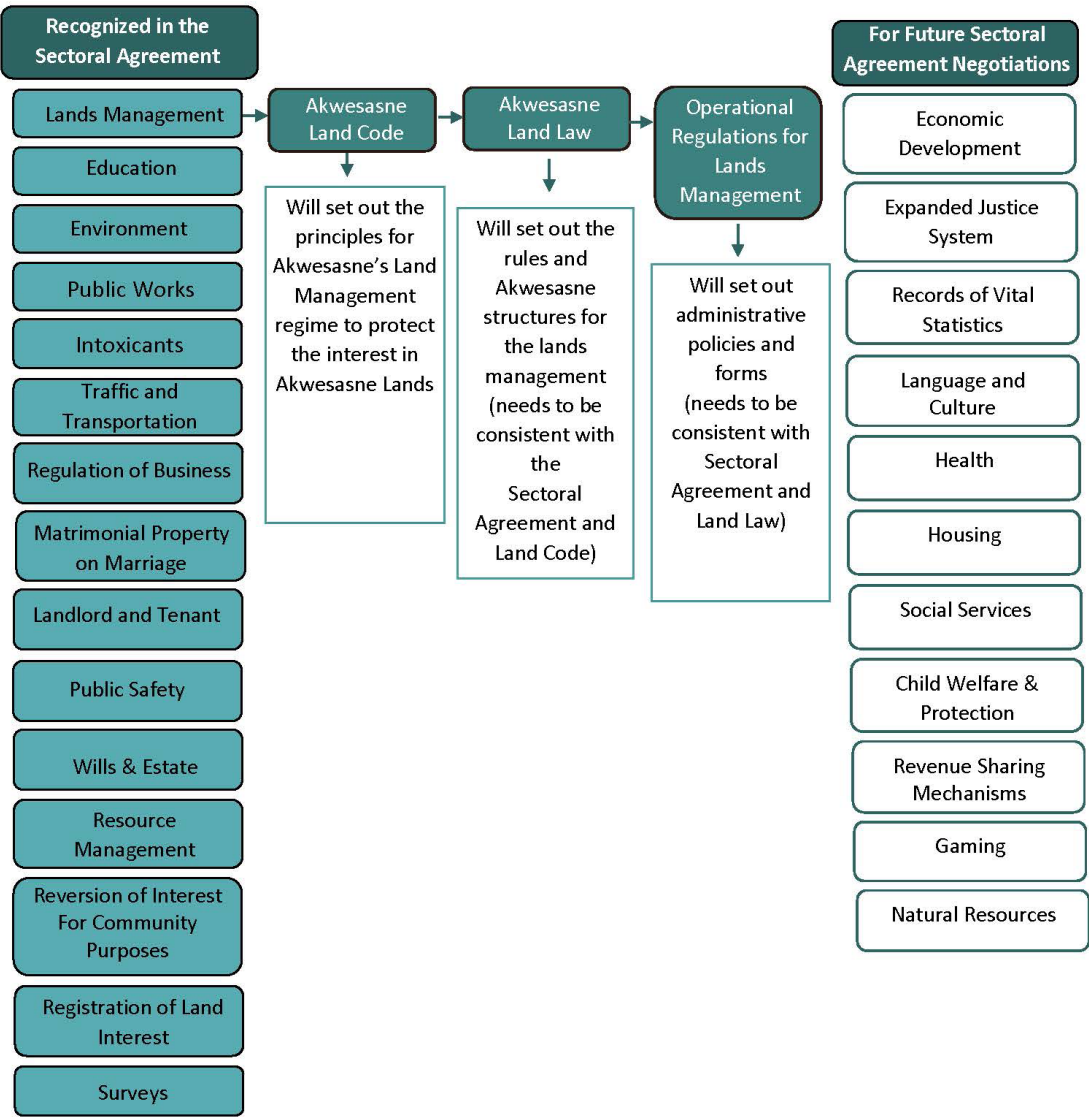 Recognized in the
Sectoral Agreement
Lands Management
Education
Environment
Public Works
Intoxicants
Traffic and
Transportation
Regulation of Business
Matrimonial Property
on Marriage
Landlord and Tenant
Public Safety
Wills & Estate
Resource
Management
Reversion of Interest
For Community
Purposes
Registration of Land
Interest
Surveys
Akwesasne
Land Code
Will set out the
principles for
Akwesasne’s Land
Management
regime to protect
the interest in
Akwesasne Lands
Akwesasne
Land Law
Will set out the
rules and
Akwesasne
structures for
the lands
management
(needs to be
consistent with
the
Sectoral
Agreement and
Land Code)
Operational
Regulations for
Lands
Management
Will set out
administrative
policies and
forms
(needs to be
consistent with
Sectoral
Agreement and
Land Law)
For Future Sectoral
Agreement Negotiations
Economic
Development
Expanded Justice
System
Records of Vital
Statistics
Language and
Culture
Health
Housing
Social Services
Child Welfare &
Protection
Revenue Sharing
Mechanisms
Gaming
Natural Resources